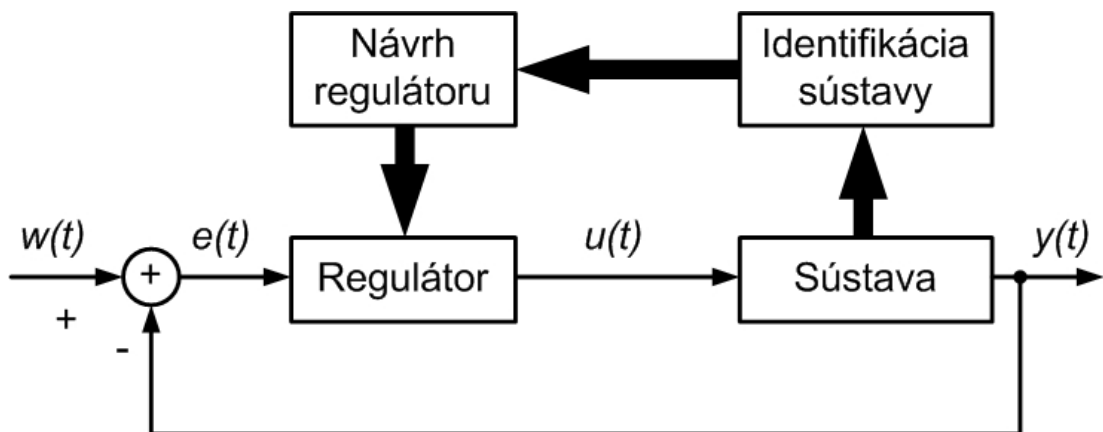 Návrh
regulátoru
Identifikácia
sústavy
w(t)
e(t)
u(t)
y(t)
+
Regulátor
Sústava
+
-